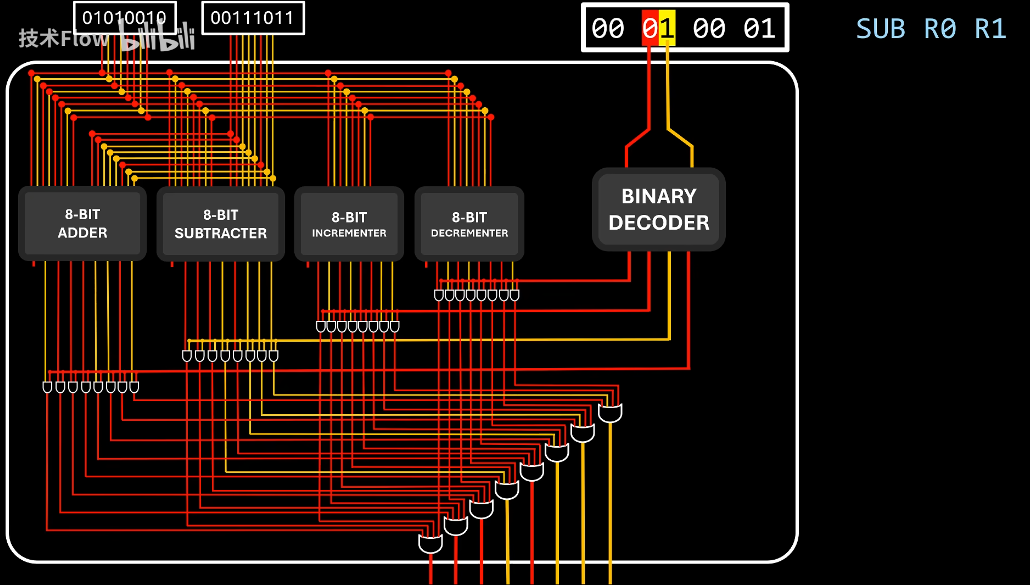 01010010
00111011
00 01 00 01
SUB R0 R1
技术Flow bilibili
8-BIT
ADDER
8-BIT
SUBTRACTER
8-BIT
INCREMENTER
8-BIT
DECREMENTER
BINARY
DECODER